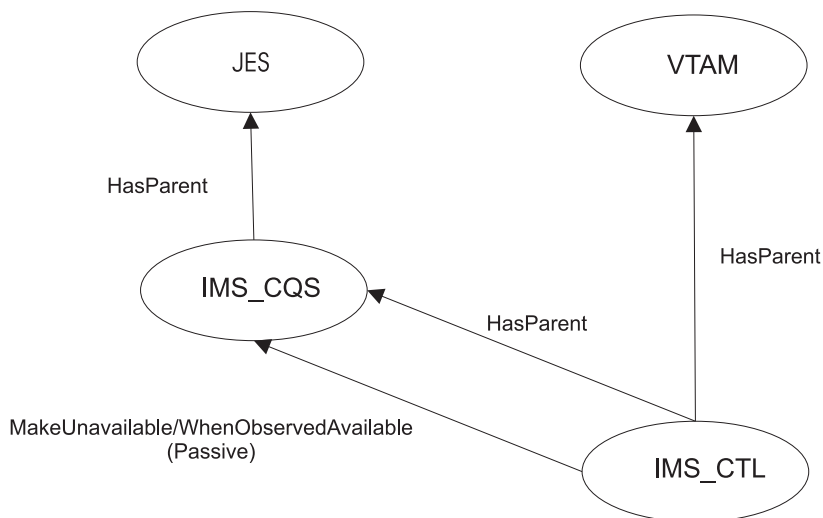 JES
VTAM
HasParent
HasParent
IMS_CQS
HasParent
MakeUnavailable/WhenObservedAvailable
(Passive)
IMS_CTL